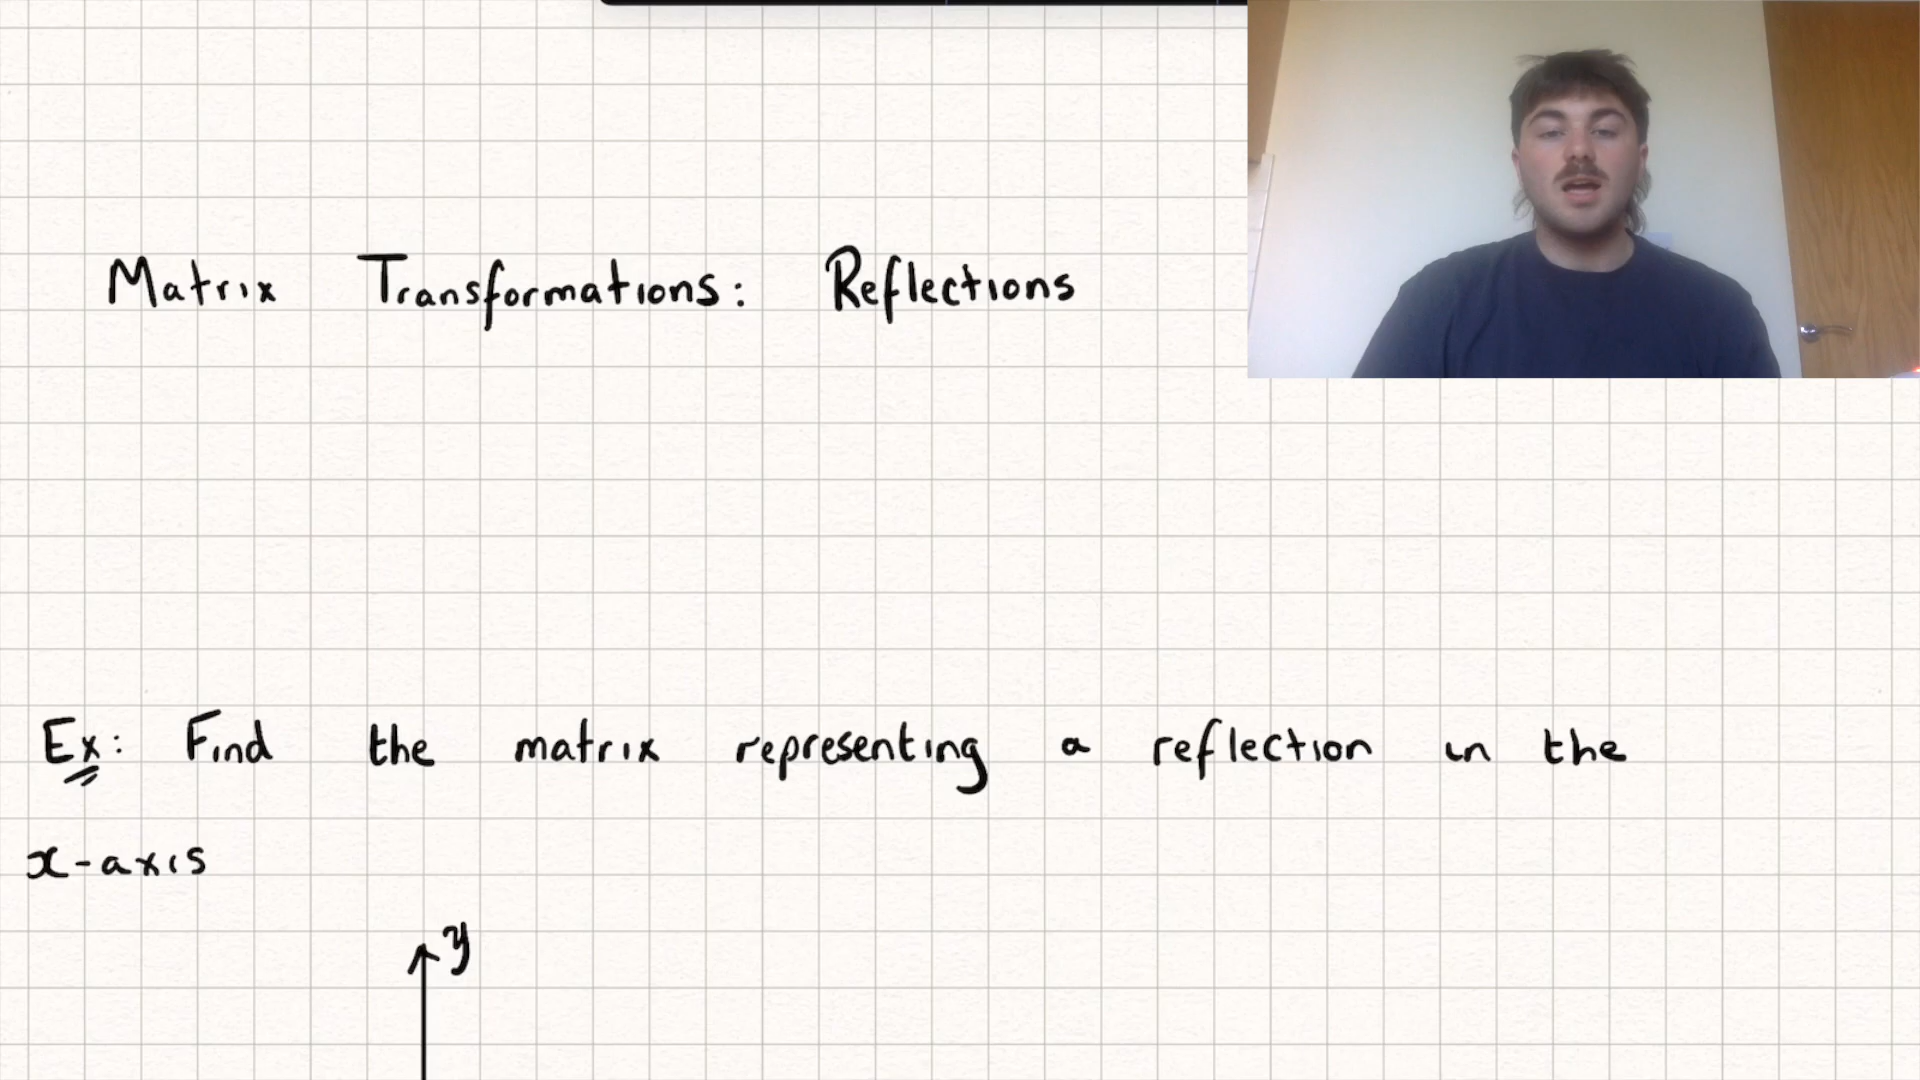 Matrix Transformations: Reflections
Ex: Find the matrix representing a reflection in the
x-axis
y